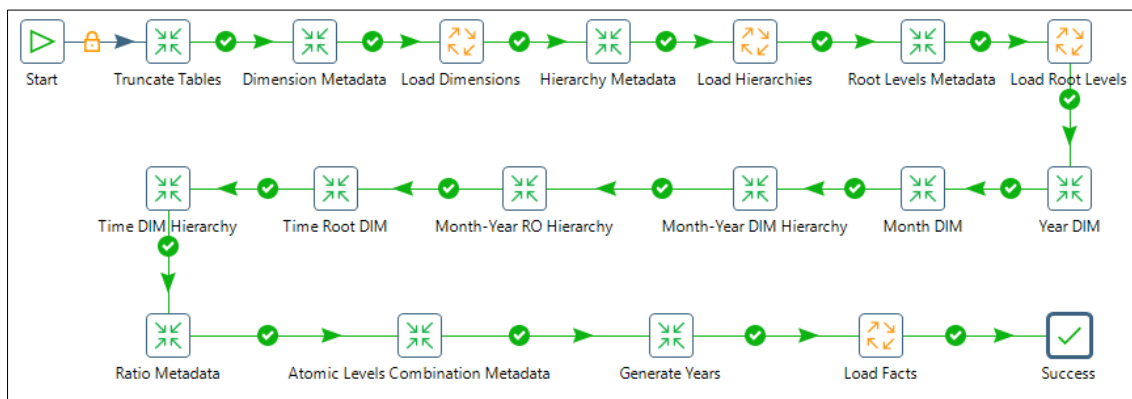 Start
Truncate Tables
Dimension Metadata
Load Dimensions
Hierarchy Metadata
Load Hierarchies
Root Levels Metadata
Load Root Levels
Time DIM Hierarchy
Time Root DIM
Month-Year RO Hierarchy
Month-Year DIM Hierarchy
Month DIM
Year DIM
Ratio Metadata
Atomic Levels Combination Metadata
Generate Years
Load Facts
Success